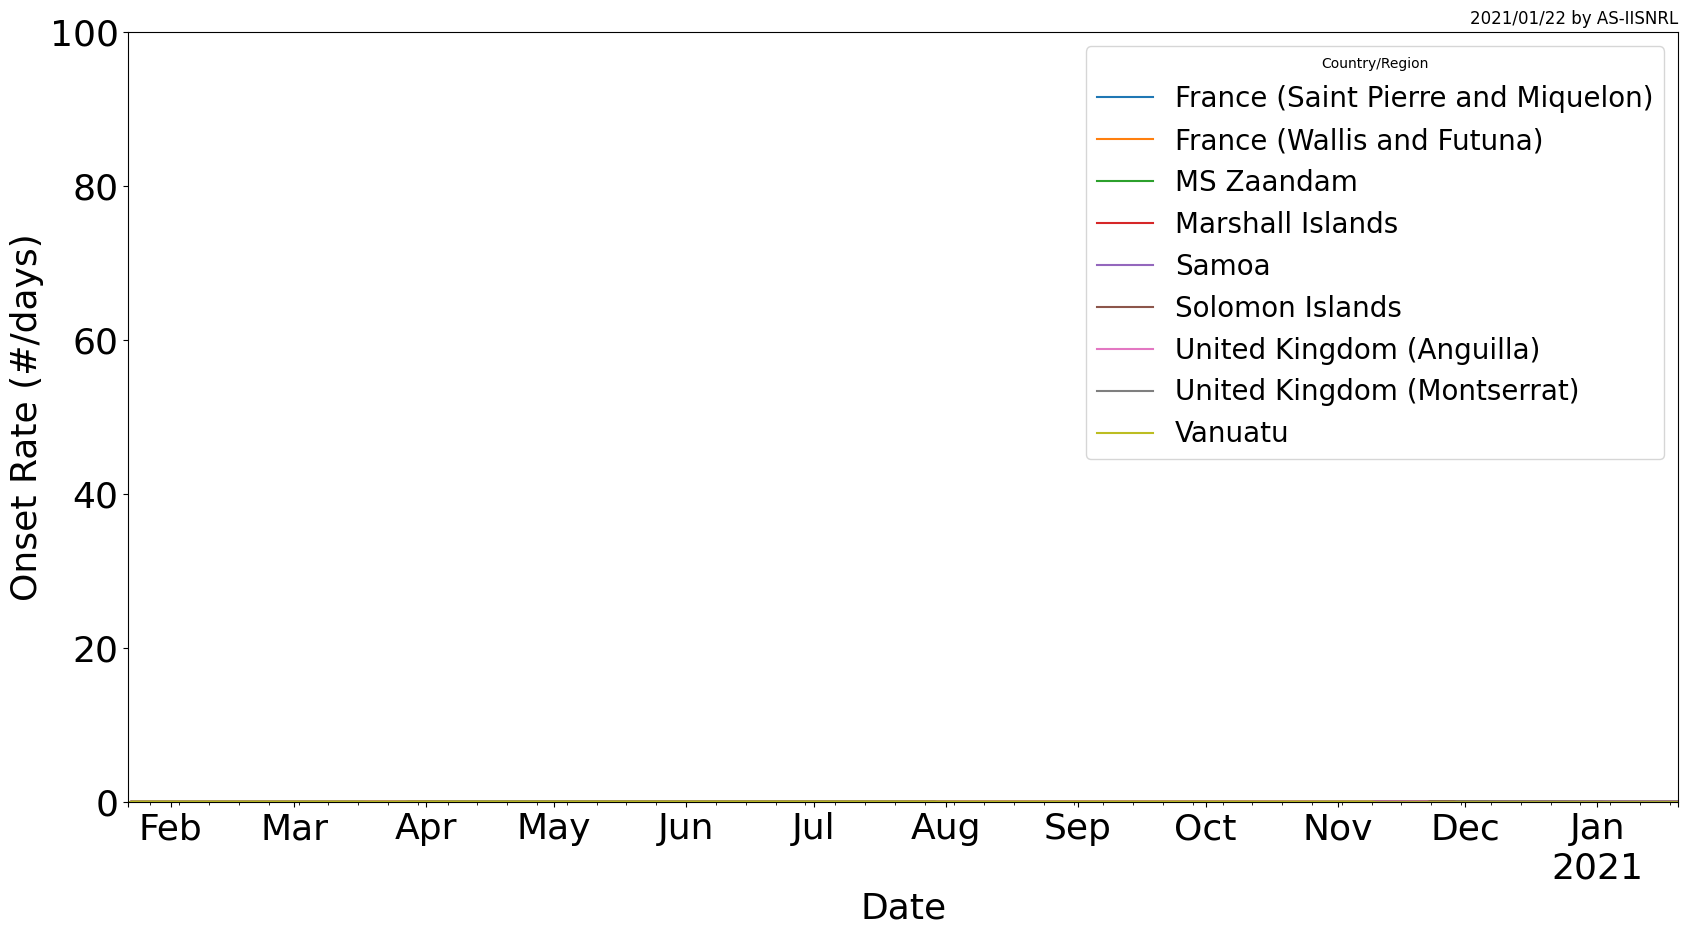 2021/01/22 by AS-IISNRL
100
80
60
40
20
0
Onset Rate (#/days)
Country/Region
France (Saint Pierre and Miquelon)
France (Wallis and Futuna)
MS Zaandam
Marshall Islands
Samoa
Solomon Islands
United Kingdom (Anguilla)
United Kingdom (Montserrat)
Vanuatu
Feb Mar Apr May Jun Jul Aug Sep Oct Nov Dec Jan
2021
Date